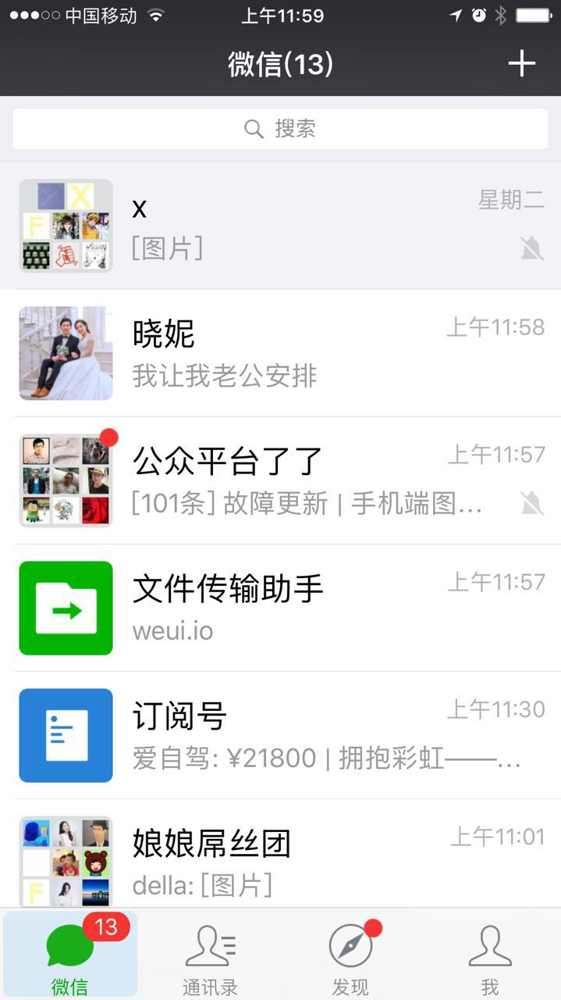 中国移动
上午11:59
微信(13)
搜索
x
星期二
[图片]
晓妮
上午11:58
我让我老公安排
公众平台了了
上午11:57
[101条] 故障更新 | 手机端图...
文件传输助手
上午11:57
weui.io
订阅号
上午11:30
爱自驾: ¥21800 | 拥抱彩虹——...
娘娘屌丝团
上午11:01
della: [图片]
13
微信
通讯录
发现
我